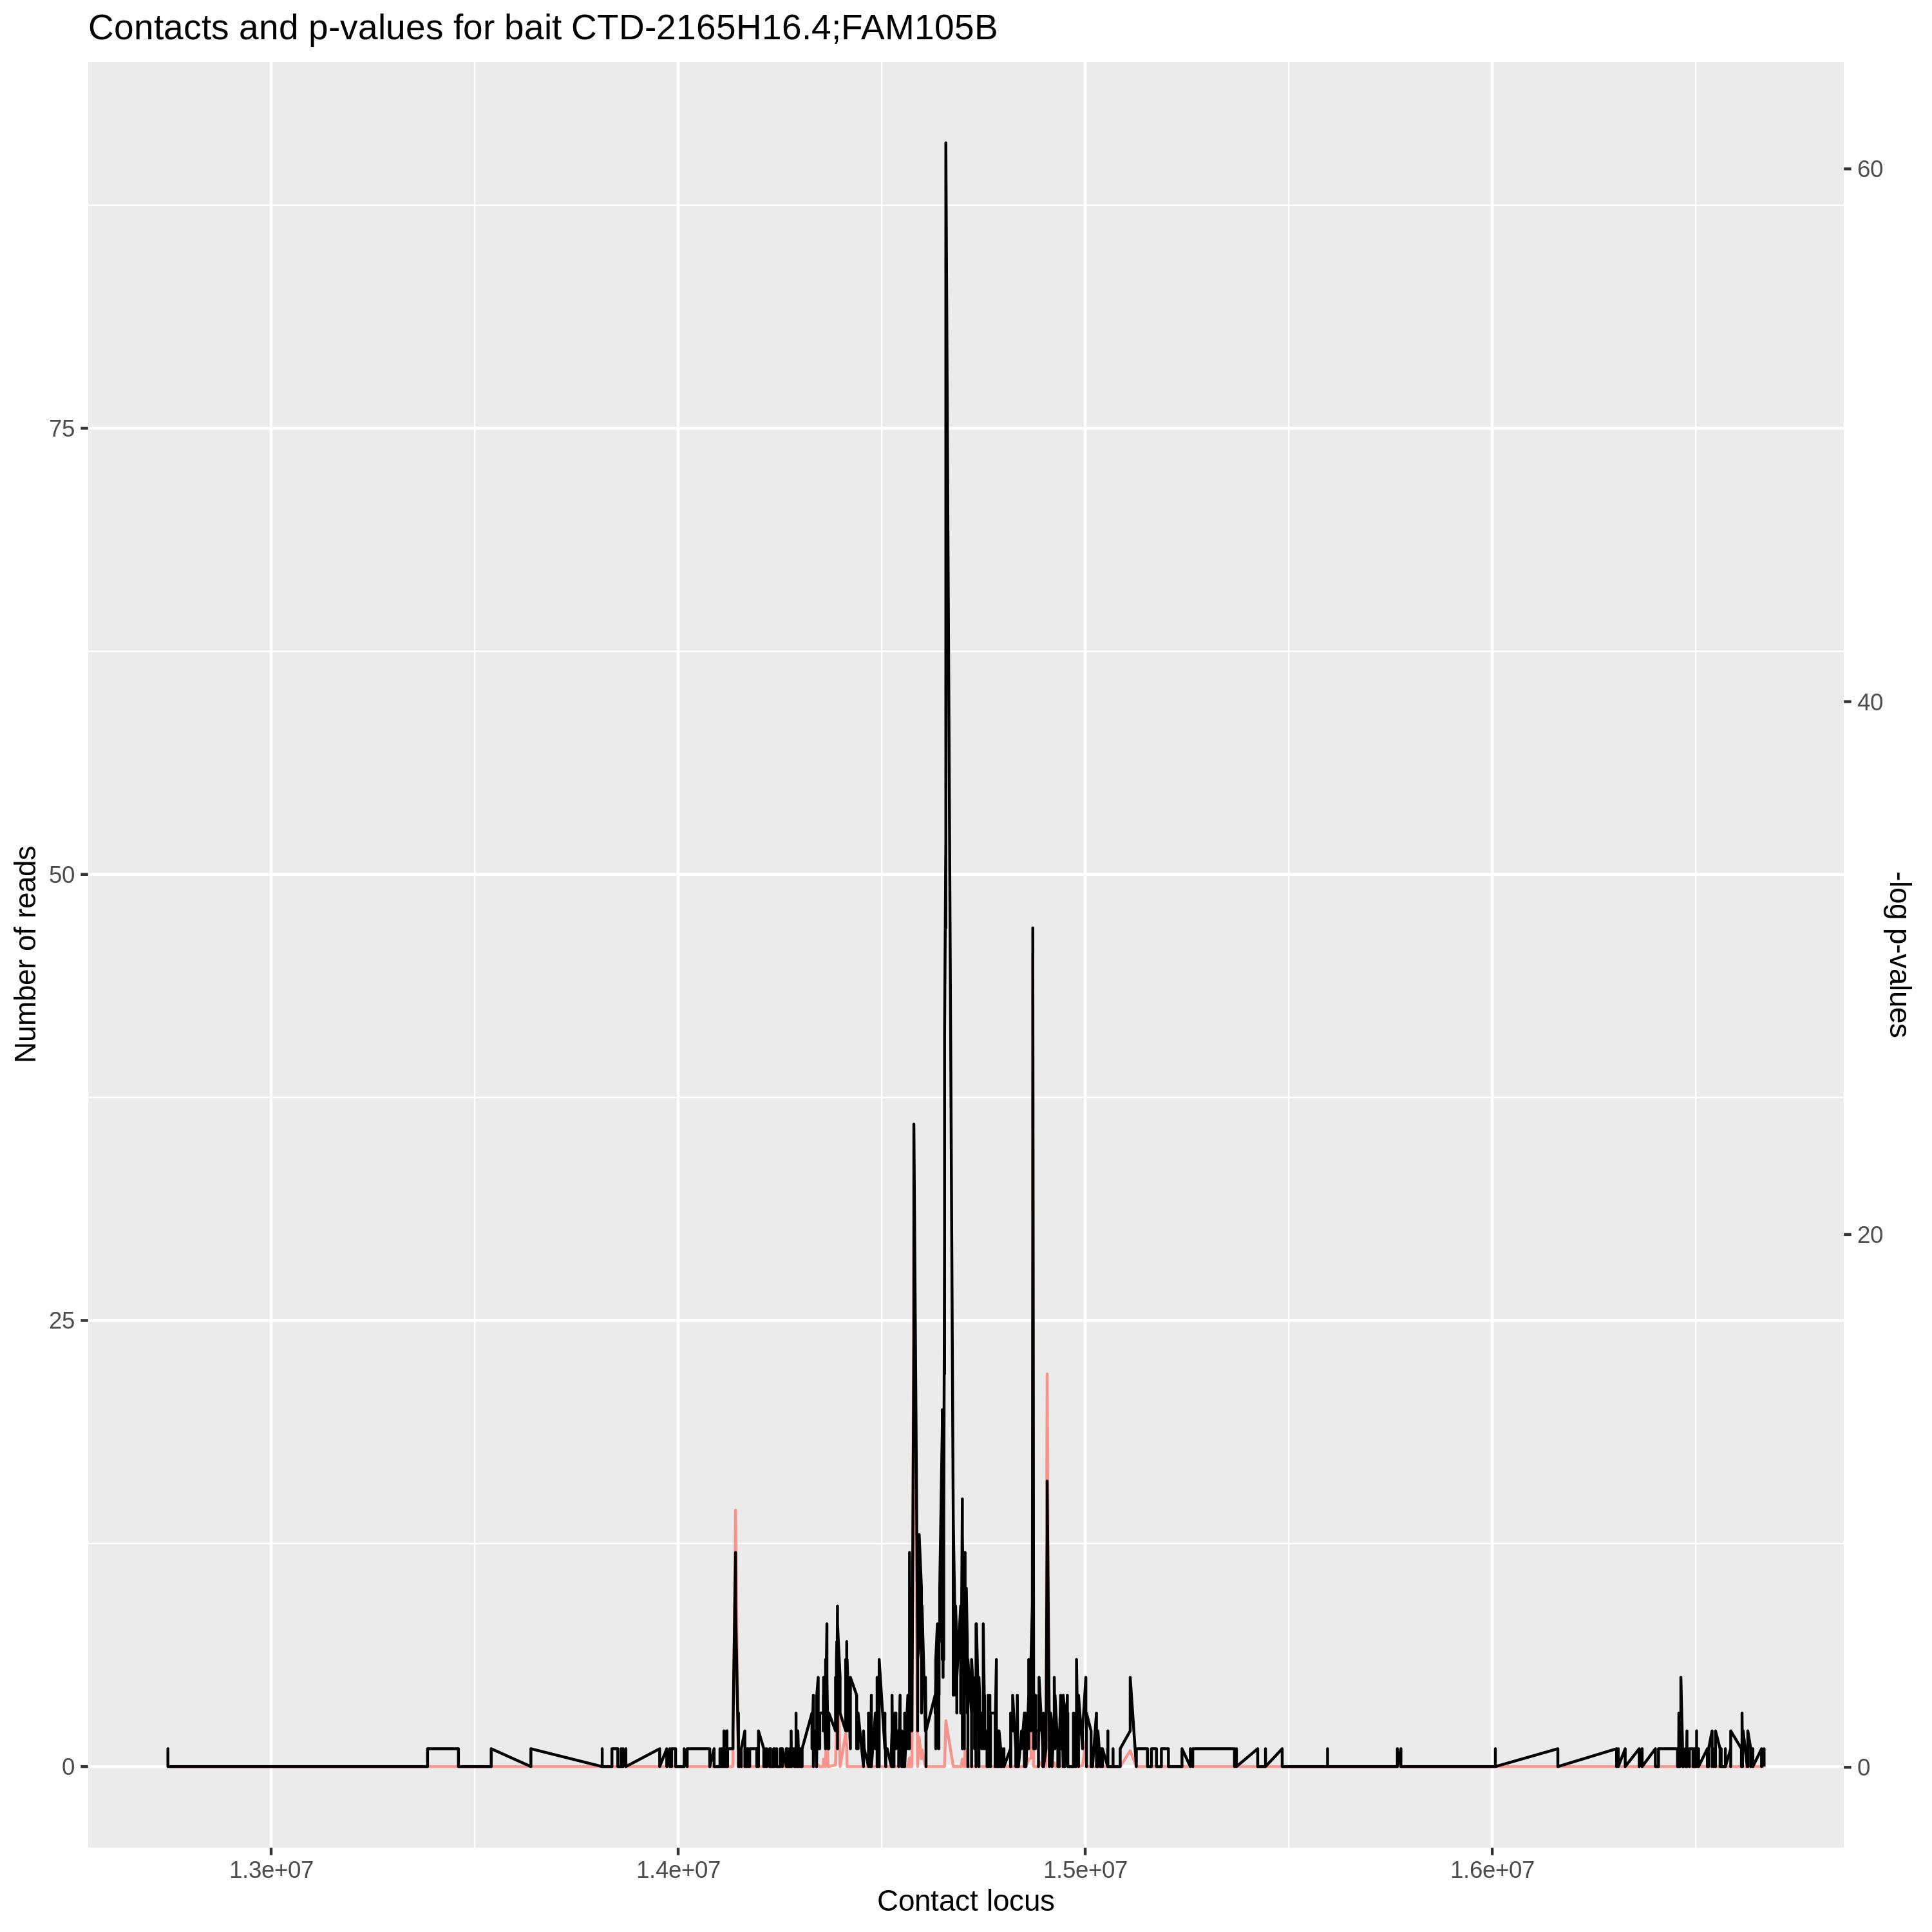 Contacts and p-values for bait CTD-2165H16.4;FAM105B
Number of reads
75
50
25
0
60
40
20
0
-log p-values
1.3e+07
1.4e+07
1.5e+07
1.6e+07
Contact locus